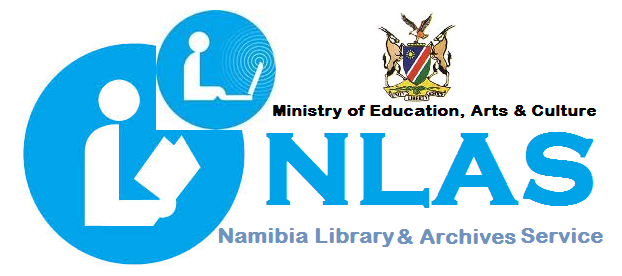 Ministry of Education, Arts & Culture
NLAS
Namibia Library & Archives Service